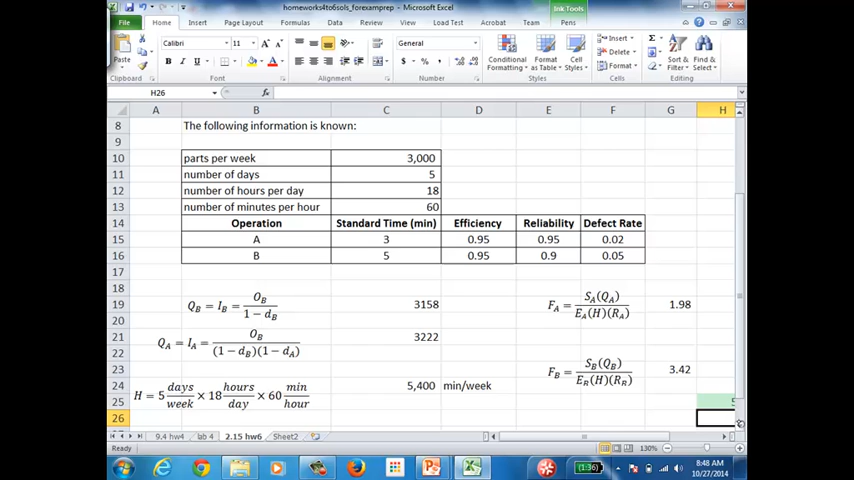 homeworks4to6sols_forexamprep - Microsoft Excel
Ink Tools
File Home Insert Page Layout Formulas Data Review View Load Test Acrobat Team Pens
Paste
Calibri 11
General
Conditional Formatting Format as Table Cell Styles
Insert
Delete
Format
Sort & Filter Find & Select
Clipboard Font Alignment Number Styles Cells Editing
H26 fx
A B C D E F G H
8 The following information is known:
9
10 parts per week 3,000
11 number of days 5
12 number of hours per day 18
13 number of minutes per hour 60
14 Operation Standard Time (min) Efficiency Reliability Defect Rate
15 A 3 0.95 0.95 0.02
16 B 5 0.95 0.9 0.05
17
18
19 Q_B = I_B = O_B / (1 − d_B) 3158 F_A = S_A(Q_A) / E_A(H)(R_A) 1.98
20
21 Q_A = I_A = O_B / (1 − d_B)(1 − d_A) 3222
22
23 F_B = S_B(Q_B) / E_R(H)(R_R) 3.42
24 H = 5 days/week × 18 hours/day × 60 min/hour 5,400 min/week
25 5
26
9.4 hw4 lab 4 2.15 hw6 Sheet2
Ready 130%
(1:36) 8:48 AM
10/27/2014